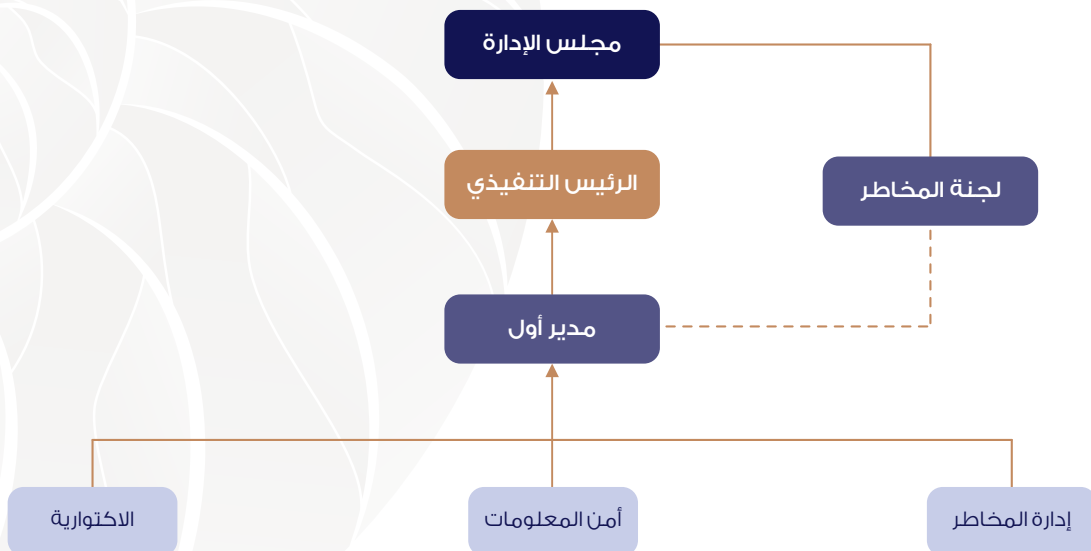 مجلس الإدارة
الرئيس التنفيذي
لجنة المخاطر
مدير أول
إدارة المخاطر
أمن المعلومات
الاكتوارية